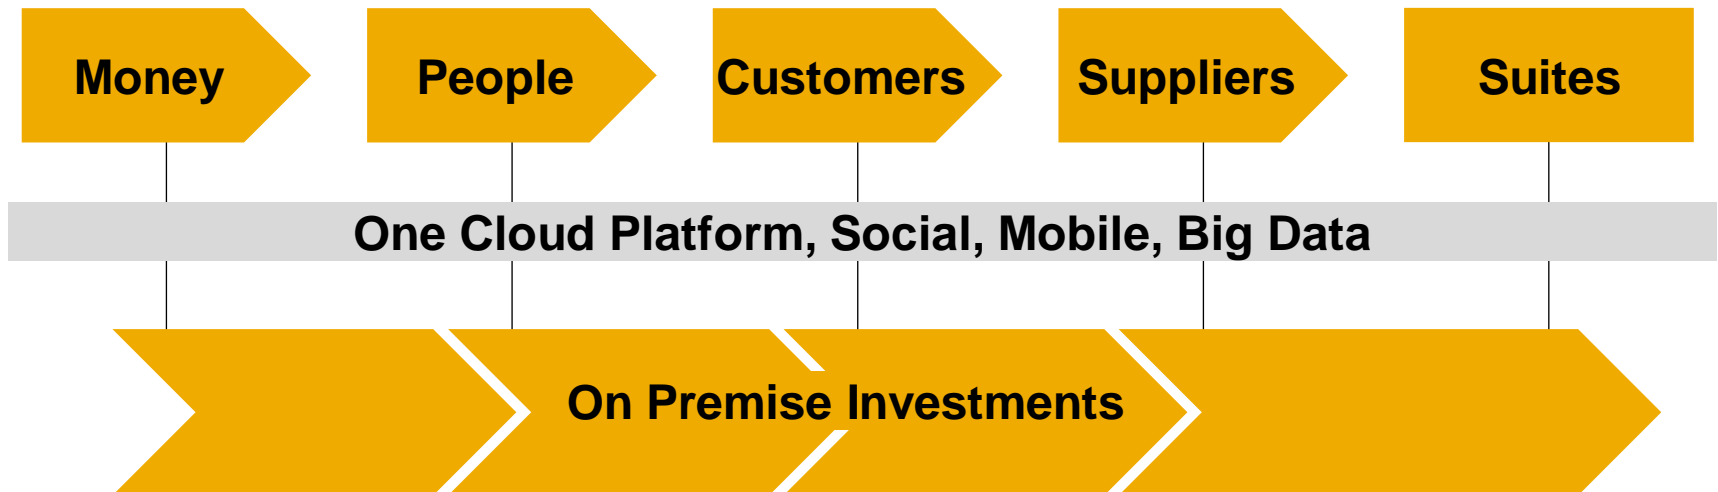 Money
People
Customers
Suppliers
Suites
One Cloud Platform, Social, Mobile, Big Data
On Premise Investments